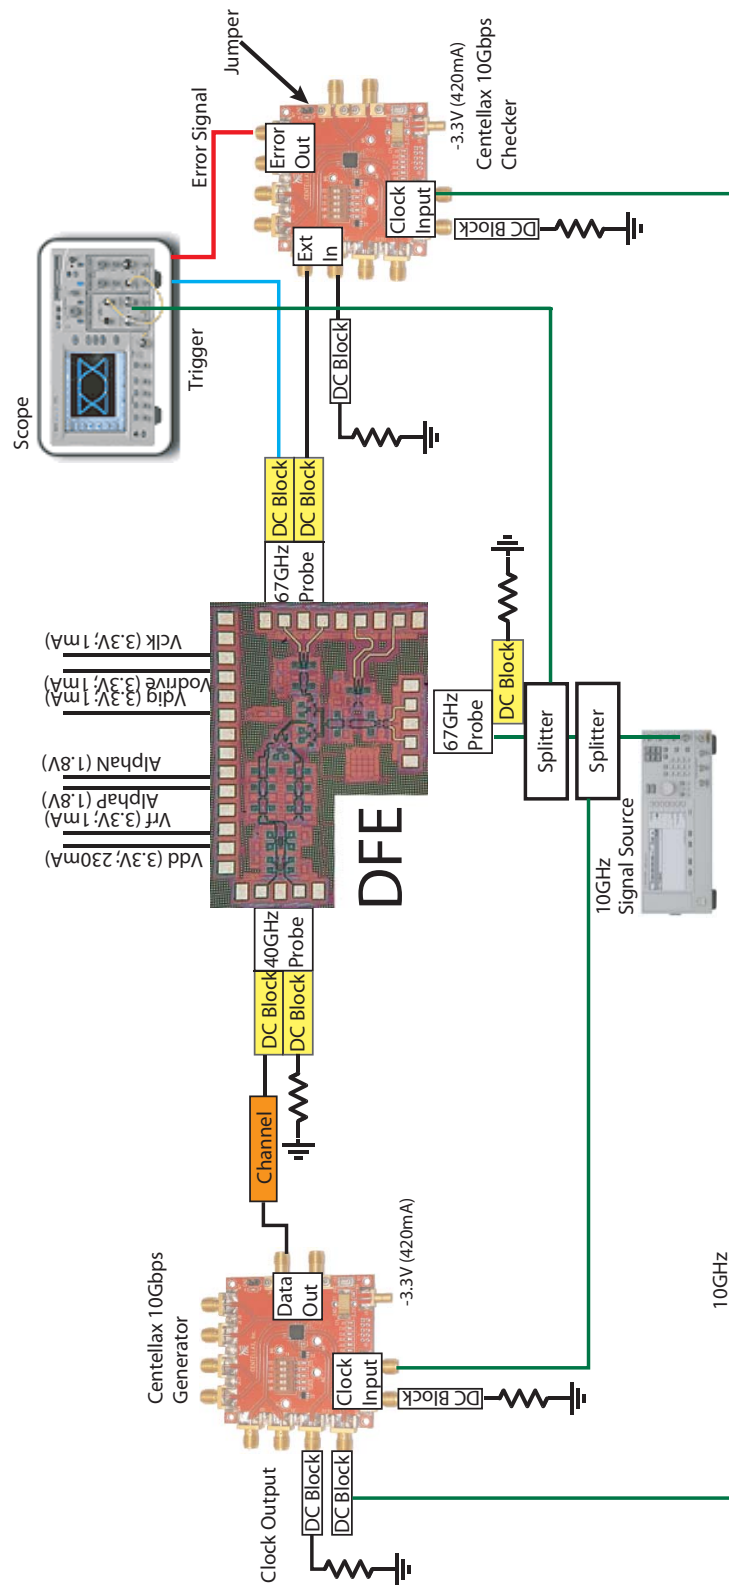 Scope
Trigger
Error Signal
Jumper
Error
Out
Ext
In
Clock
Input
DC Block
-3.3V (420mA)
Centellax 10Gbps
Checker
DC Block
DC Block
DC Block
67GHz
Probe
Vclk (3.3V; 1mA)
Vodrive (3.3V; 1mA)
Vdig (3.3V; 1mA)
AlphaN (1.8V)
AlphaP (1.8V)
Vrf (3.3V; 1mA)
Vdd (3.3V; 230mA)
DFE
67GHz
Probe
DC Block
Splitter
Splitter
10GHz
Signal Source
40GHz
Probe
DC Block
DC Block
Channel
Centellax 10Gbps
Generator
Data
Out
Clock
Input
DC Block
-3.3V (420mA)
Clock Output
DC Block
DC Block
10GHz